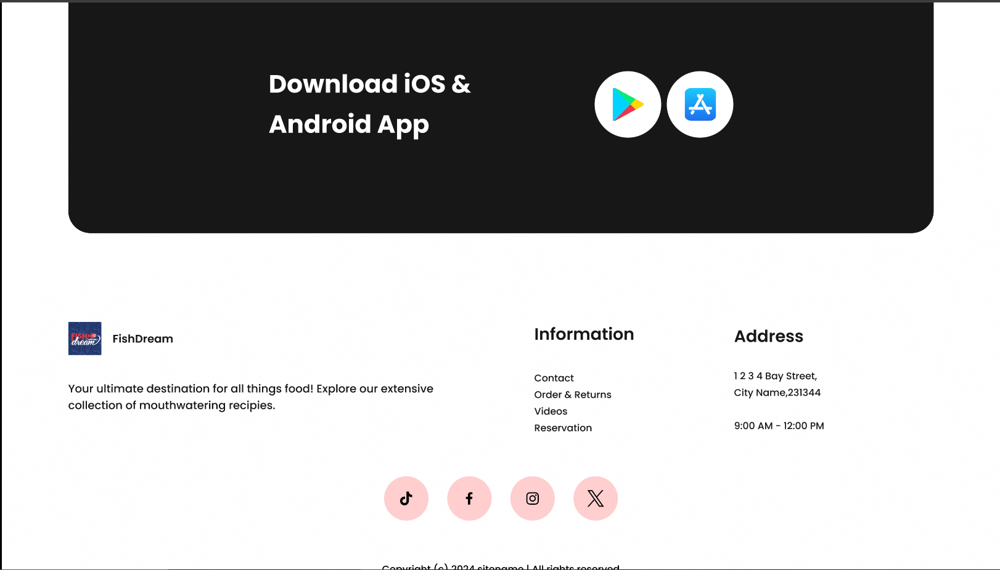 Download iOS &
Android App
FISH
dream
FishDream
Your ultimate destination for all things food! Explore our extensive
collection of mouthwatering recipies.
Information
Contact
Order & Returns
Videos
Reservation
Address
1 2 3 4 Bay Street,
City Name,231344
9:00 AM - 12:00 PM
Copyright (c) 2024 sitename | All rights reserved